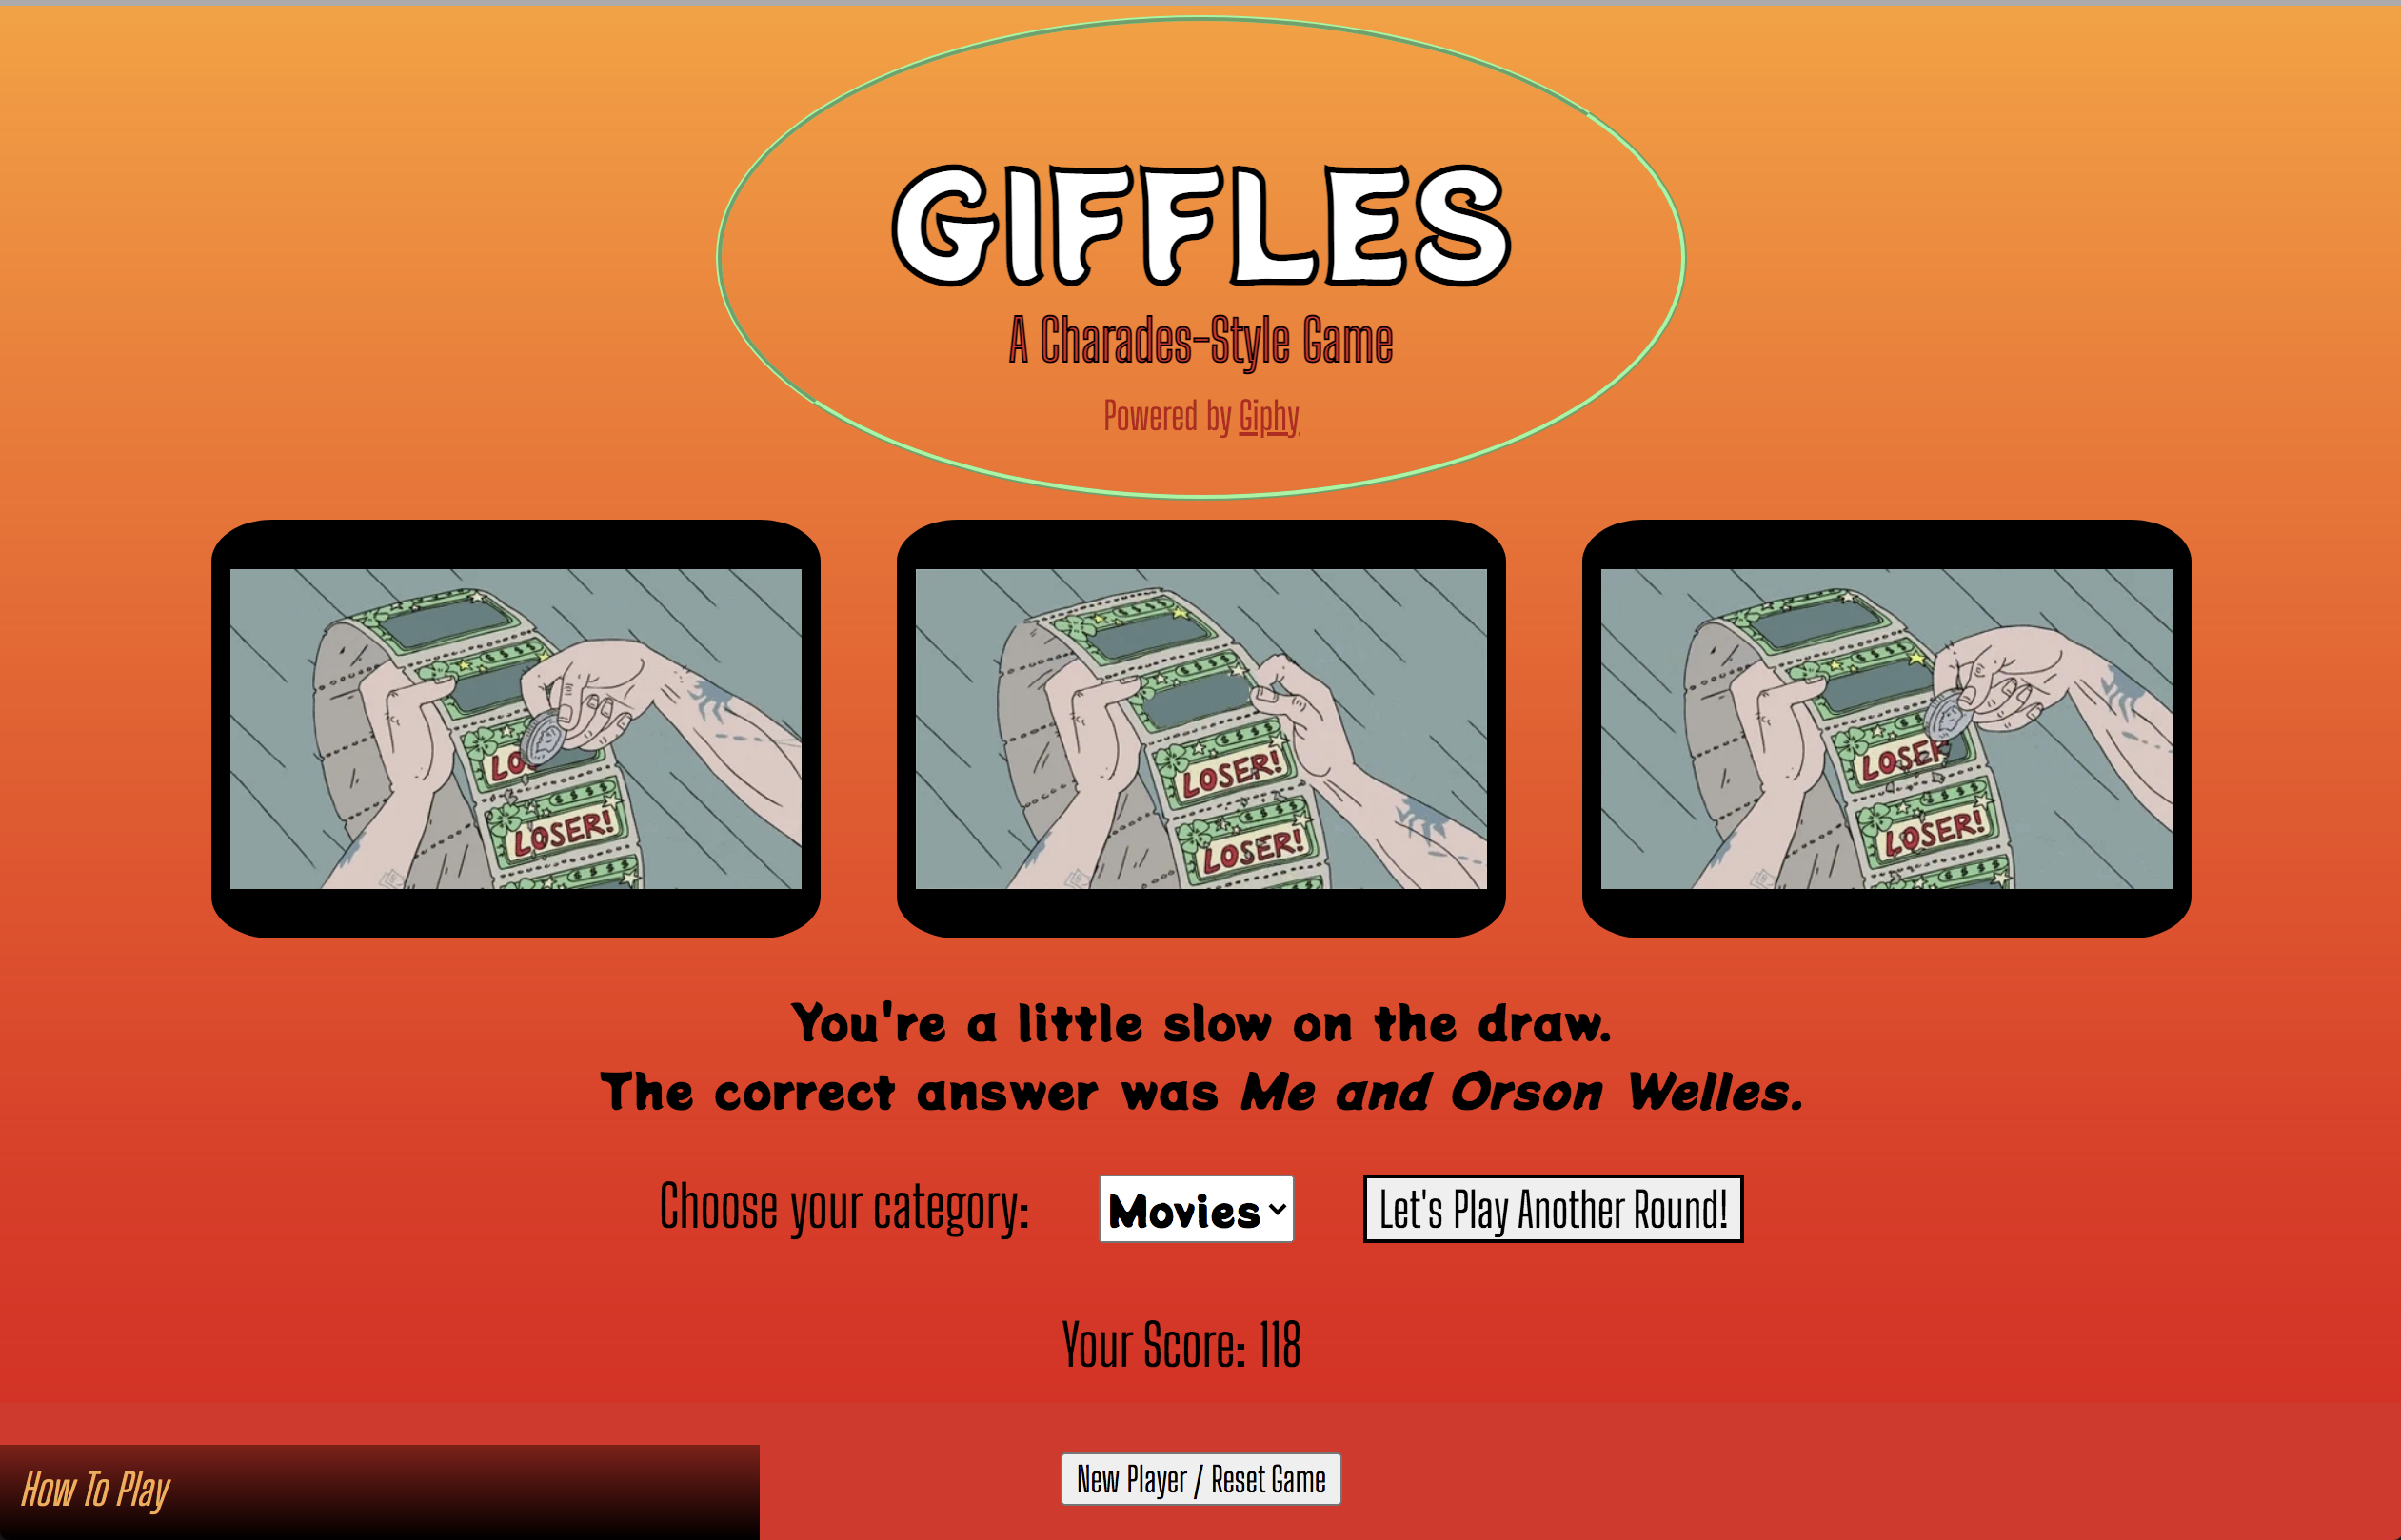 GIFFLES
A Charades-Style Game
Powered by Giphy
$ $ $ $
LO
LOSER!
$ $ $ $
$ $ $ $
$ $ $ $
LOSER!
LOSER!
$ $ $ $
LOSER
LOSER!
$ $ $ $
You're a little slow on the draw.
The correct answer was Me and Orson Welles.
Choose your category: Movies Let's Play Another Round!
Your Score: 118
How To Play
New Player / Reset Game